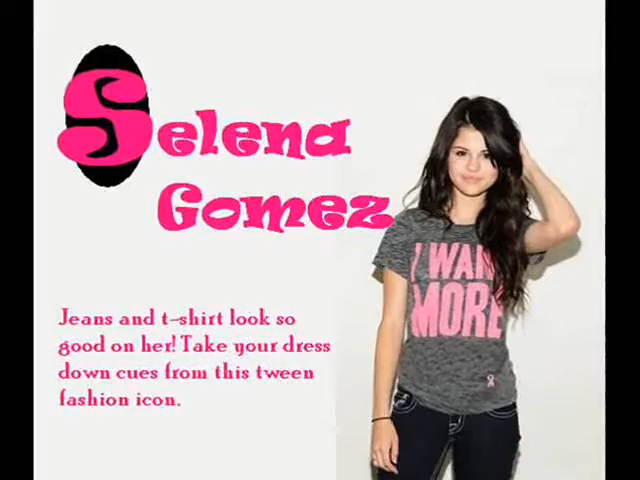 Selena
Gomez
Jeans and t-shirt look so
good on her! Take your dress
down cues from this tween
fashion icon.
I WAN
MORE